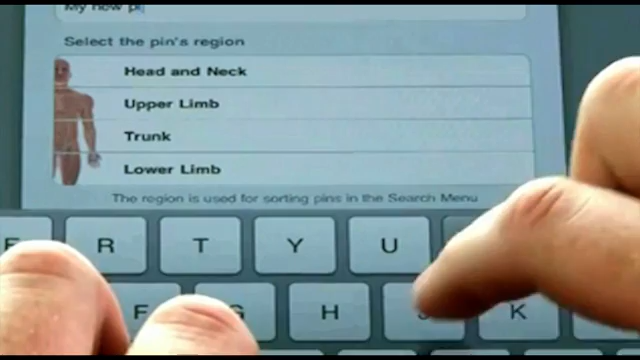 My new pi
Select the pin's region
Head and Neck
Upper Limb
Trunk
Lower Limb
The region is used for sorting pins in the Search Menu
R T Y U
F G H J K